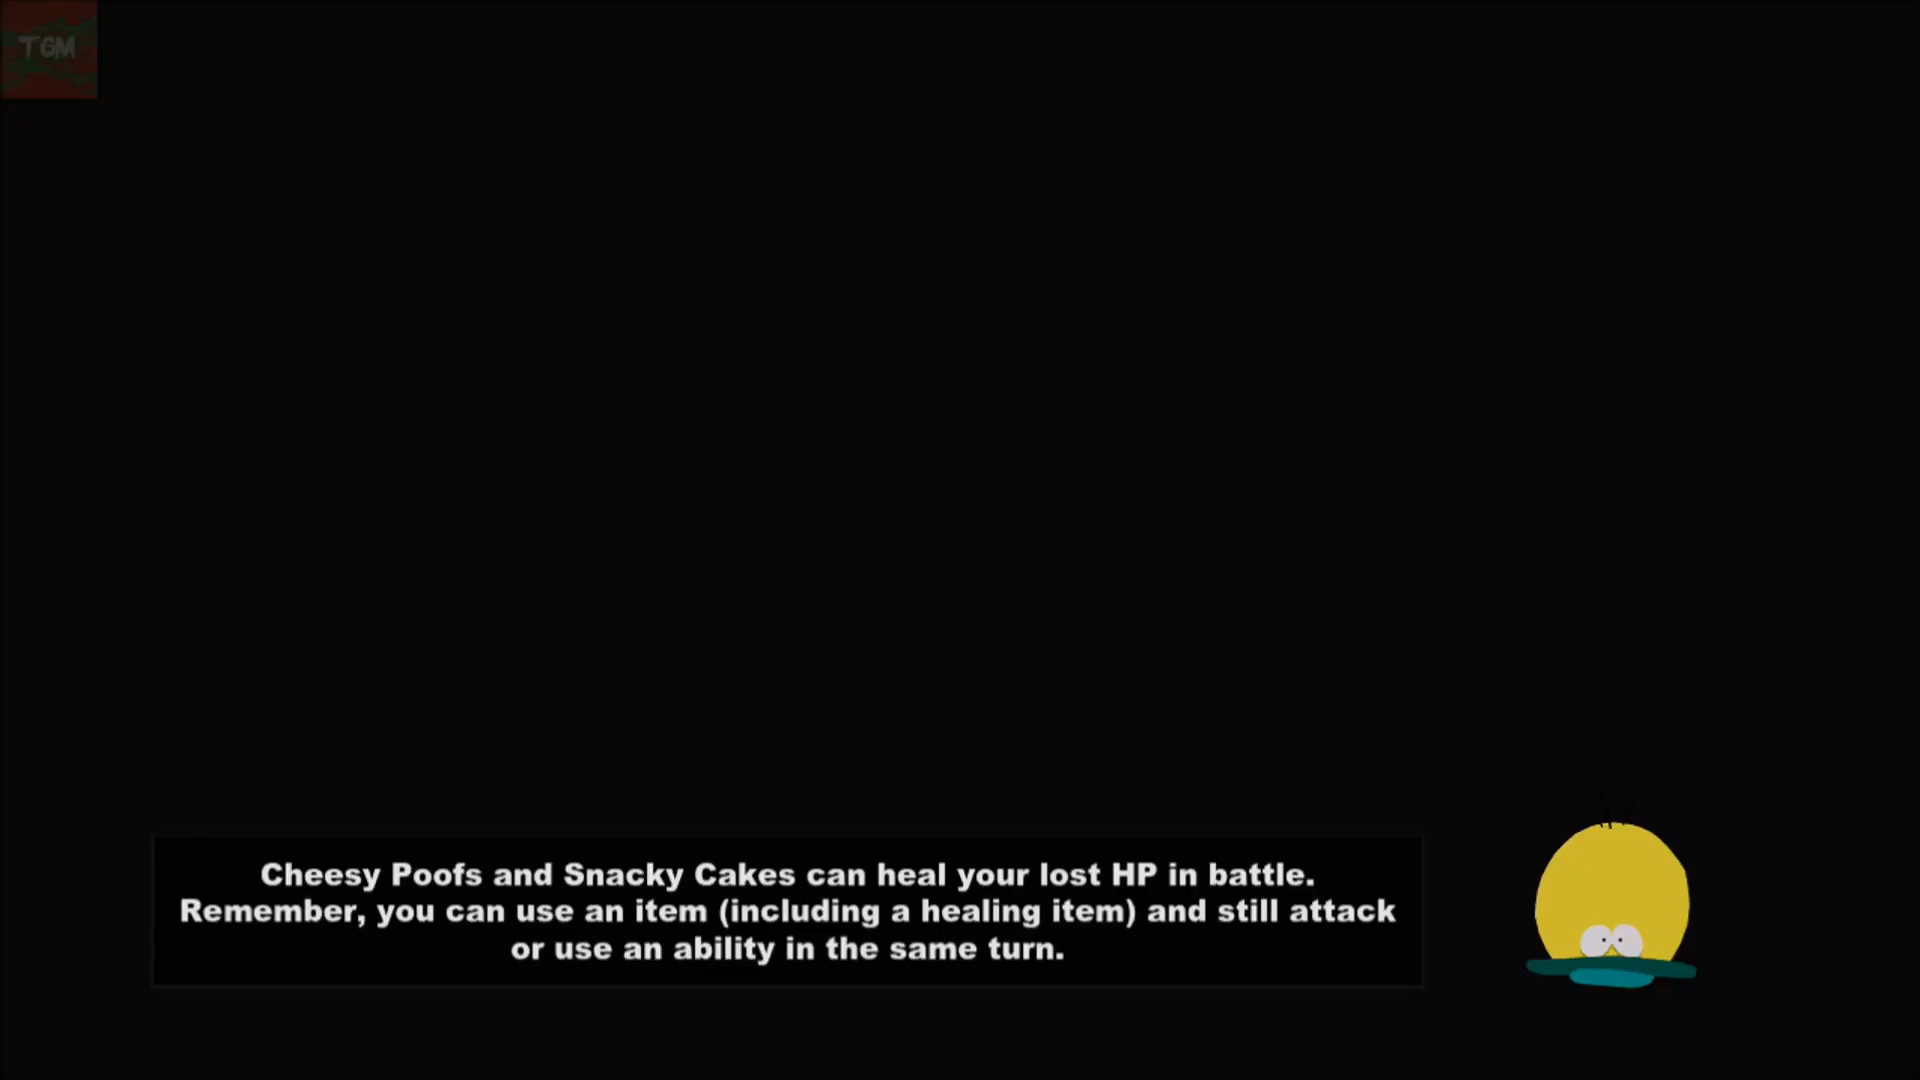 TGM
Cheesy Poofs and Snacky Cakes can heal your lost HP in battle.
Remember, you can use an item (including a healing item) and still attack
or use an ability in the same turn.